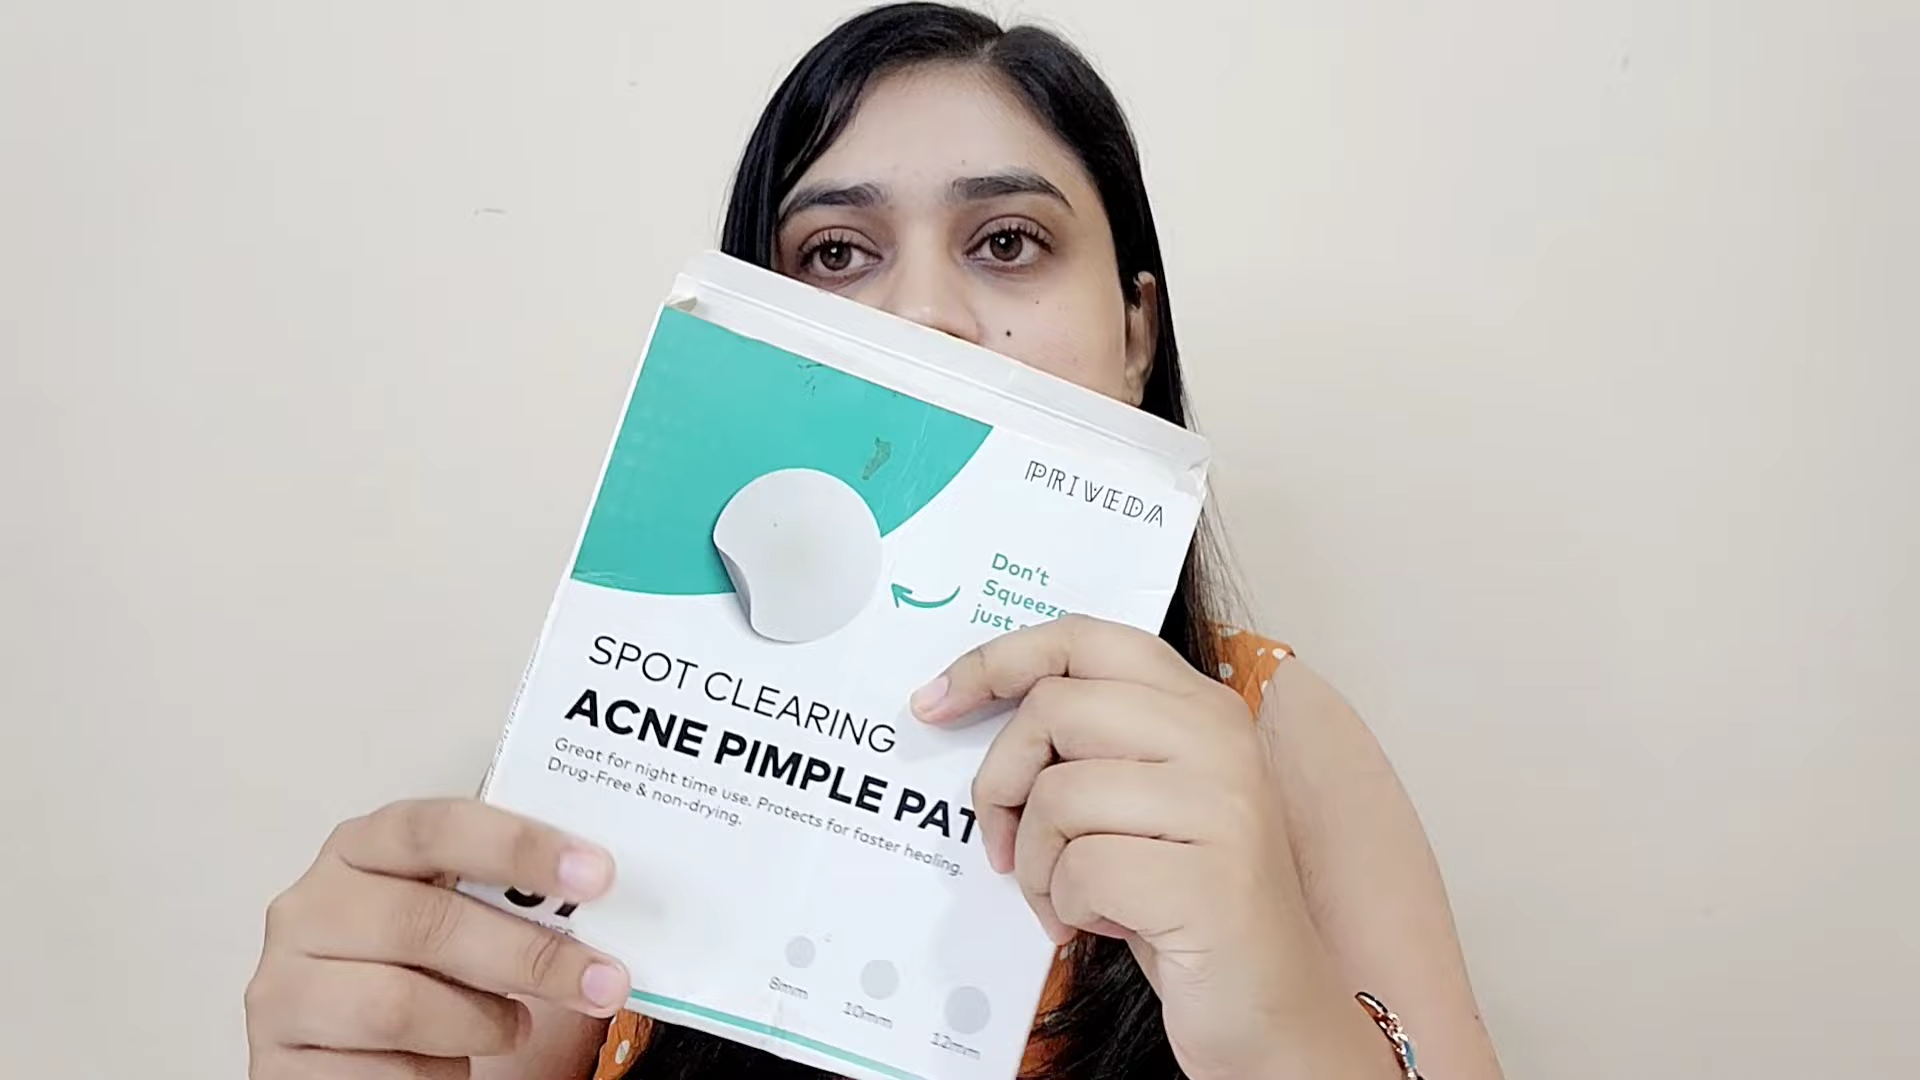 PRIVEDA
Don't
Squeeze
just
SPOT CLEARING
ACNE PIMPLE PAT
Great for night time use. Protects for faster healing.
Drug-Free & non-drying.
8mm
10mm
12mm